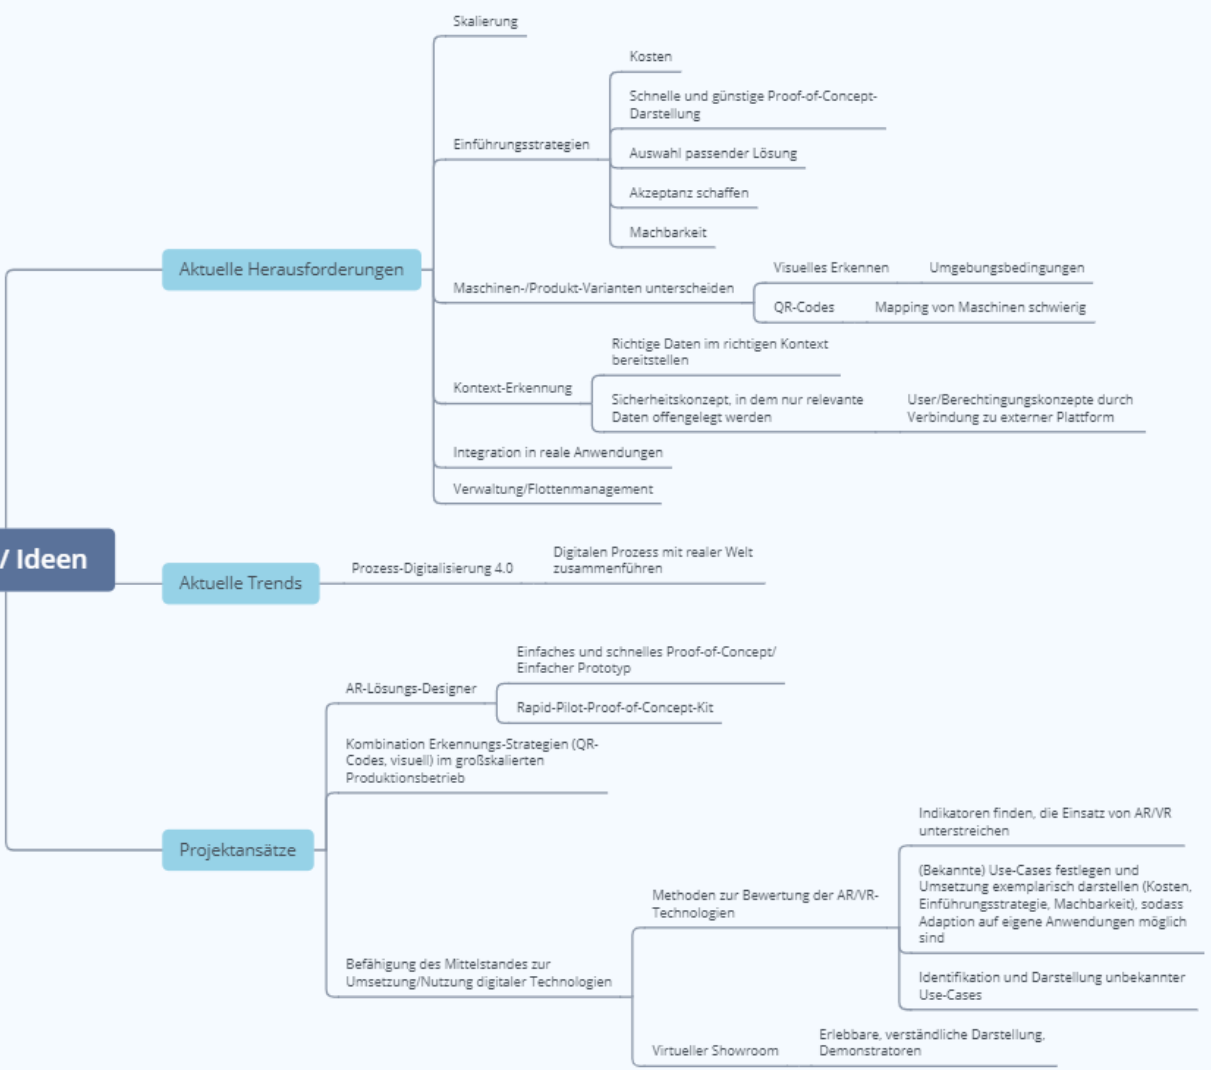 / Ideen
Aktuelle Herausforderungen
Skalierung
Einführungsstrategien
Kosten
Schnelle und günstige Proof-of-Concept-
Darstellung
Auswahl passender Lösung
Akzeptanz schaffen
Machbarkeit
Maschinen-/Produkt-Varianten unterscheiden
Visuelles Erkennen
Umgebungsbedingungen
QR-Codes
Mapping von Maschinen schwierig
Kontext-Erkennung
Richtige Daten im richtigen Kontext
bereitstellen
Sicherheitskonzept, in dem nur relevante
Daten offengelegt werden
User/Berechtingungskonzepte durch
Verbindung zu externer Plattform
Integration in reale Anwendungen
Verwaltung/Flottenmanagement
Aktuelle Trends
Prozess-Digitalisierung 4.0
Digitalen Prozess mit realer Welt
zusammenführen
Projektansätze
AR-Lösungs-Designer
Einfaches und schnelles Proof-of-Concept/
Einfacher Prototyp
Rapid-Pilot-Proof-of-Concept-Kit
Kombination Erkennungs-Strategien (QR-
Codes, visuell) im großskalierten
Produktionsbetrieb
Befähigung des Mittelstandes zur
Umsetzung/Nutzung digitaler Technologien
Methoden zur Bewertung der AR/VR-
Technologien
Indikatoren finden, die Einsatz von AR/VR
unterstreichen
(Bekannte) Use-Cases festlegen und
Umsetzung exemplarisch darstellen (Kosten,
Einführungsstrategie, Machbarkeit), sodass
Adaption auf eigene Anwendungen möglich
sind
Identifikation und Darstellung unbekannter
Use-Cases
Virtueller Showroom
Erlebbare, verständliche Darstellung,
Demonstratoren